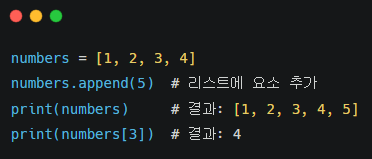 numbers = [1, 2, 3, 4]
numbers.append(5)  # 리스트에 요소 추가
print(numbers)     # 결과: [1, 2, 3, 4, 5]
print(numbers[3])  # 결과: 4